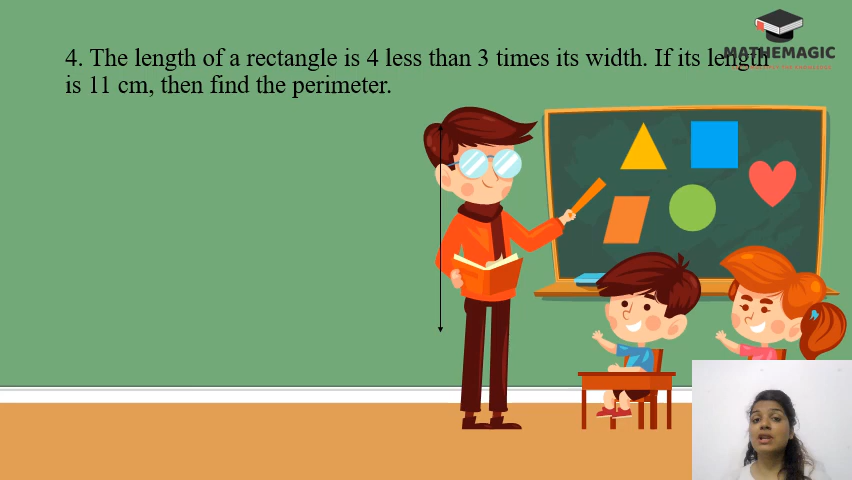 4. The length of a rectangle is 4 less than 3 times its width. If its length
is 11 cm, then find the perimeter.
MATHEMAGIC